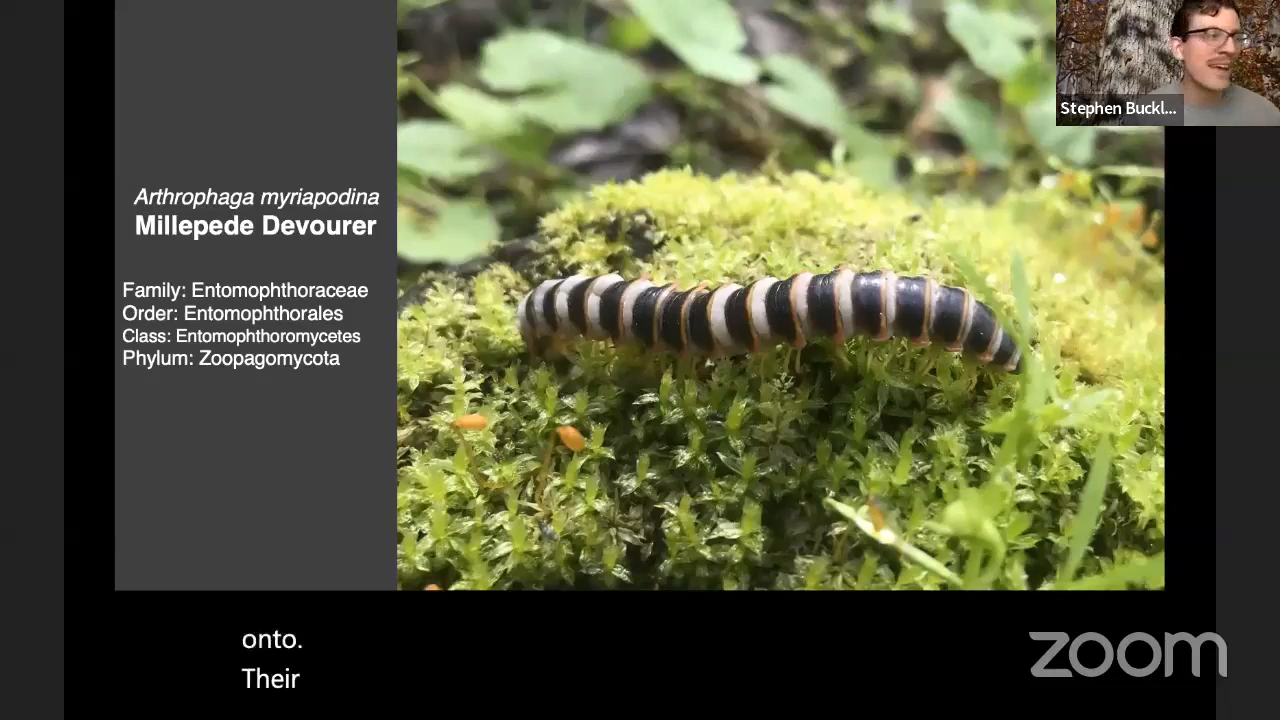 Stephen Buckl...
Arthrophaga myriapodina
Millepede Devourer
Family: Entomophthoraceae
Order: Entomophthorales
Class: Entomophthoromycetes
Phylum: Zoopagomycota
onto.
Their
zoom